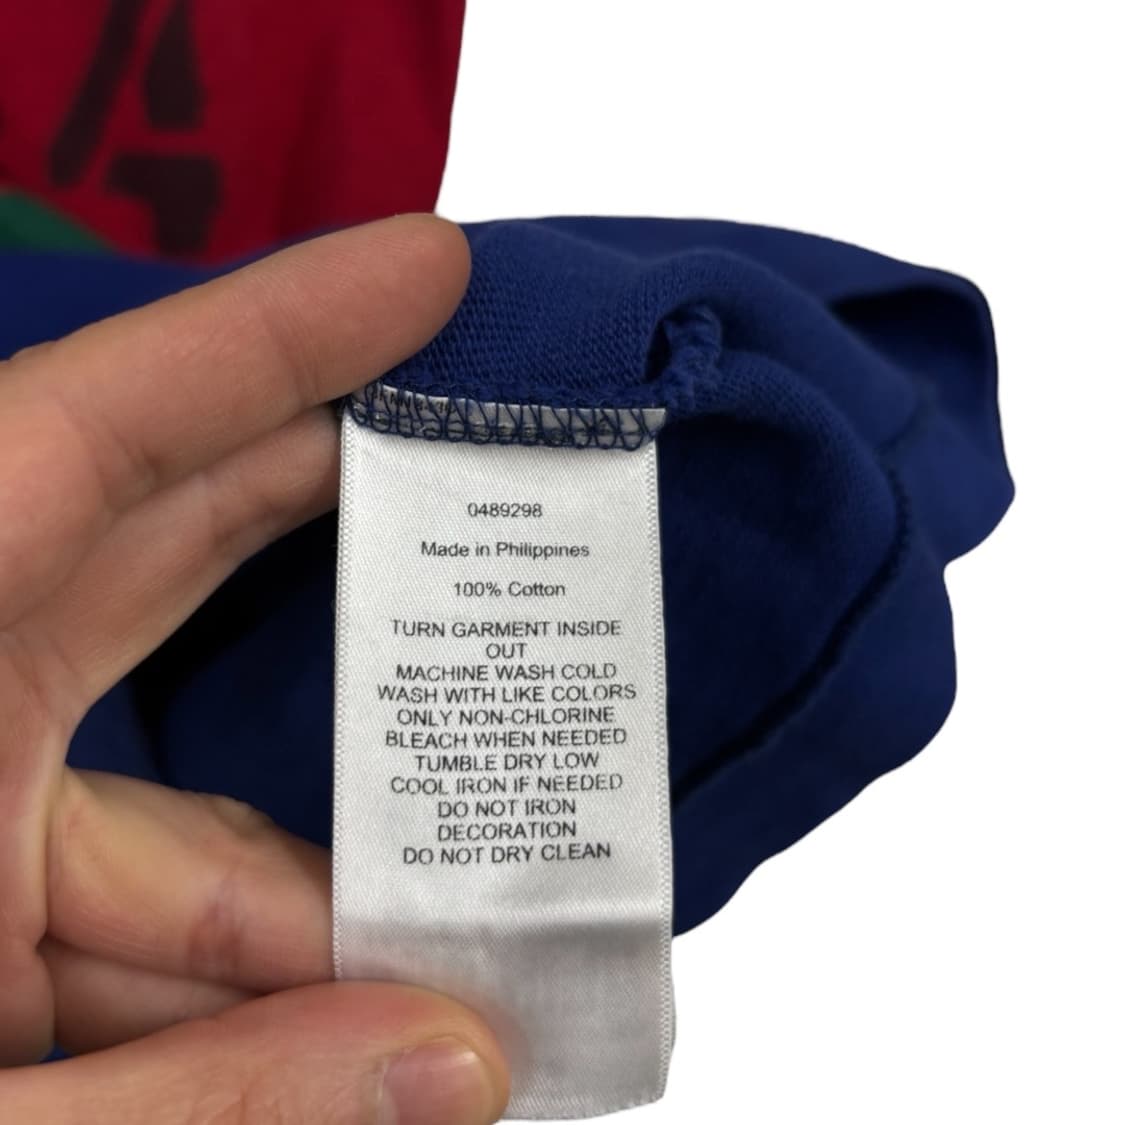 A
0489298
Made in Philippines
100% Cotton
TURN GARMENT INSIDE
OUT
MACHINE WASH COLD
WASH WITH LIKE COLORS
ONLY NON-CHLORINE
BLEACH WHEN NEEDED
TUMBLE DRY LOW
COOL IRON IF NEEDED
DO NOT IRON
DECORATION
DO NOT DRY CLEAN